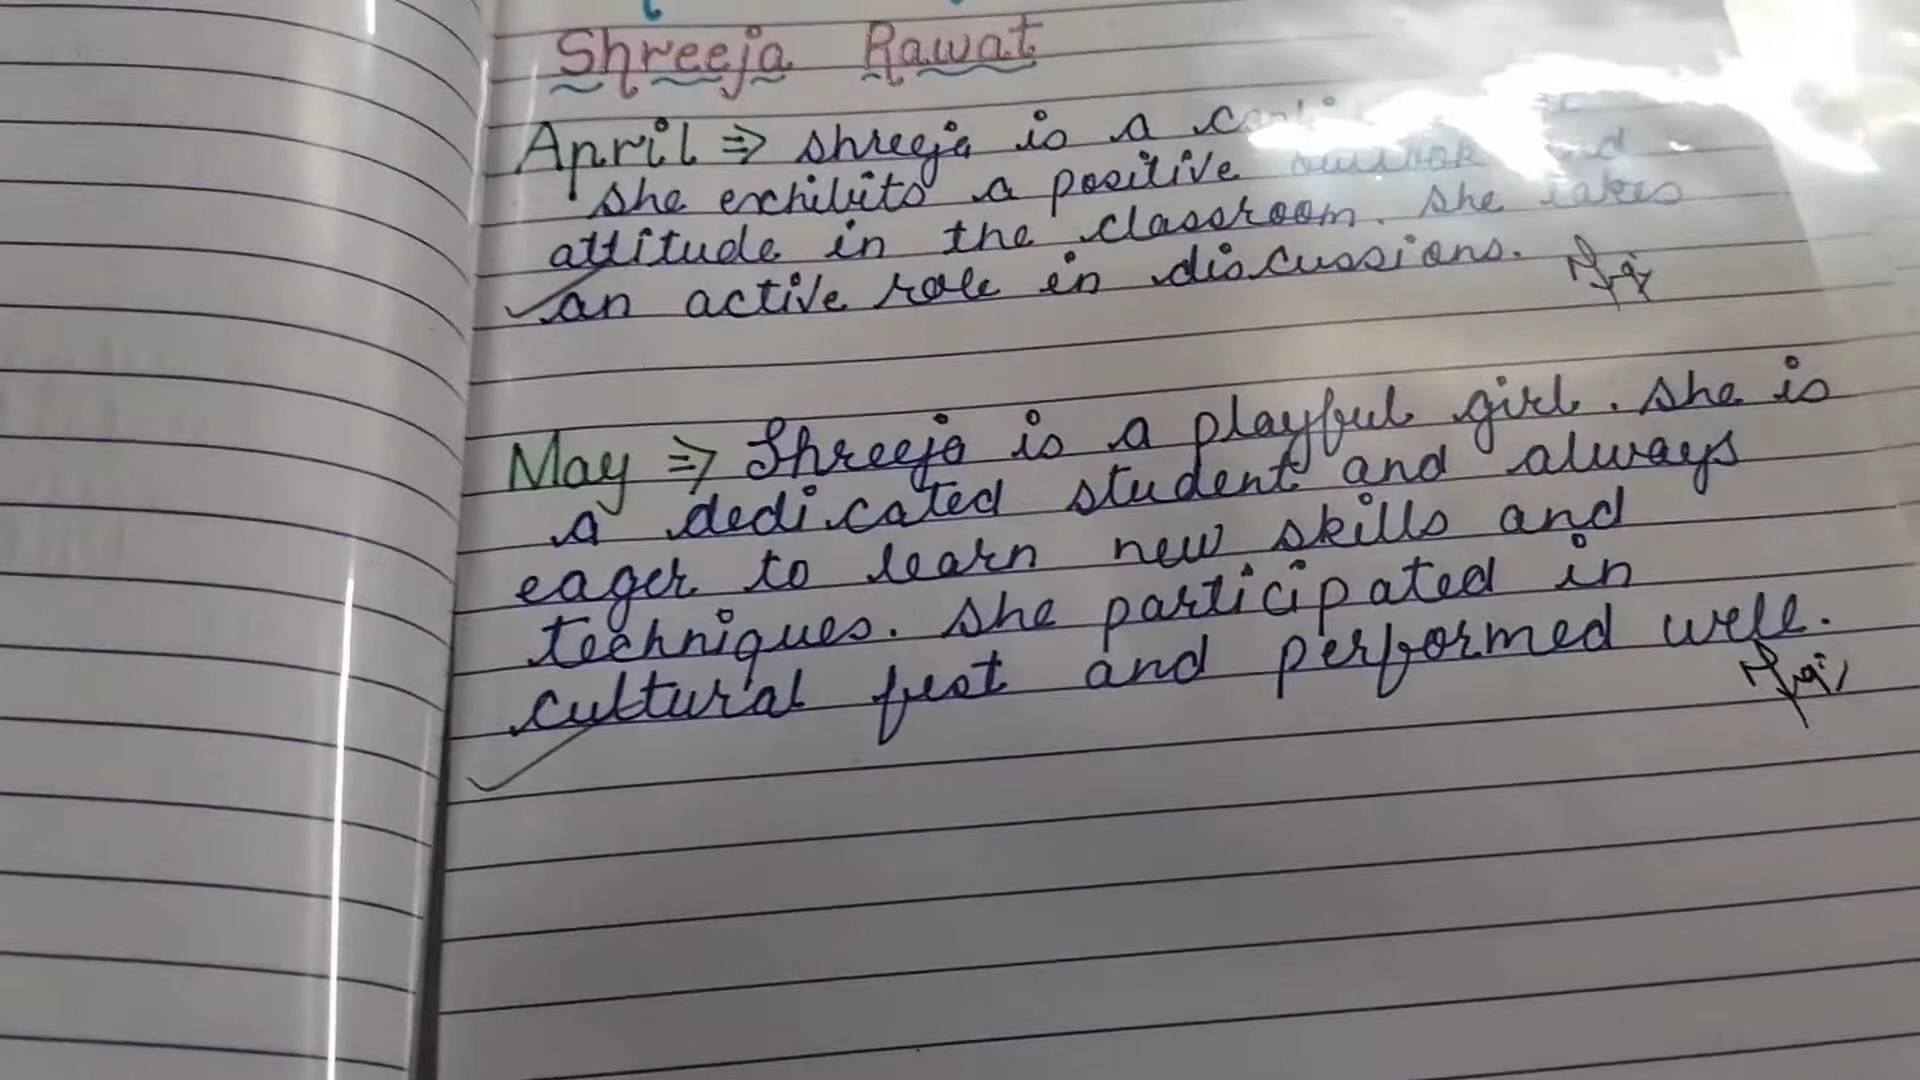 Shreeja Rawat
April ⇒ Shreeja is a
she exhibits a positive
attitude in the classroom. She takes
an active role in discussions.
May ⇒ Shreeja is a playful girl. She is
a dedicated student and always
eager to learn new skills and
techniques. She participated in
cultural fest and performed well.